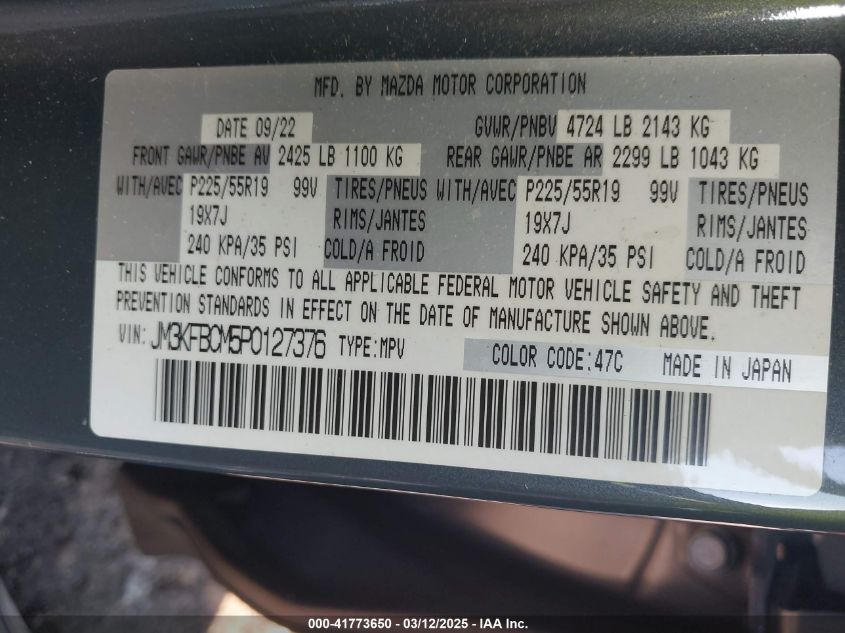 MFD. BY MAZDA MOTOR CORPORATION
DATE 09/22 GVWR/PNBV 4724 LB 2143 KG
FRONT GAWR/PNBE AV 2425 LB 1100 KG REAR GAWR/PNBE AR 2299 LB 1043 KG
WITH/AVEC P225/55R19 99V TIRES/PNEUS WITH/AVEC P225/55R19 99V TIRES/PNEUS
19X7J RIMS/JANTES 19X7J RIMS/JANTES
240 KPA/35 PSI COLD/A FROID 240 KPA/35 PSI COLD/A FROID
THIS VEHICLE CONFORMS TO ALL APPLICABLE FEDERAL MOTOR VEHICLE SAFETY AND THEFT
PREVENTION STANDARDS IN EFFECT ON THE DATE OF MANUFACTURE SHOWN ABOVE.
VIN: JM3KFBCM5P0127376 TYPE:MPV COLOR CODE:47C MADE IN JAPAN
000-41773650 - 03/12/2025 - IAA Inc.